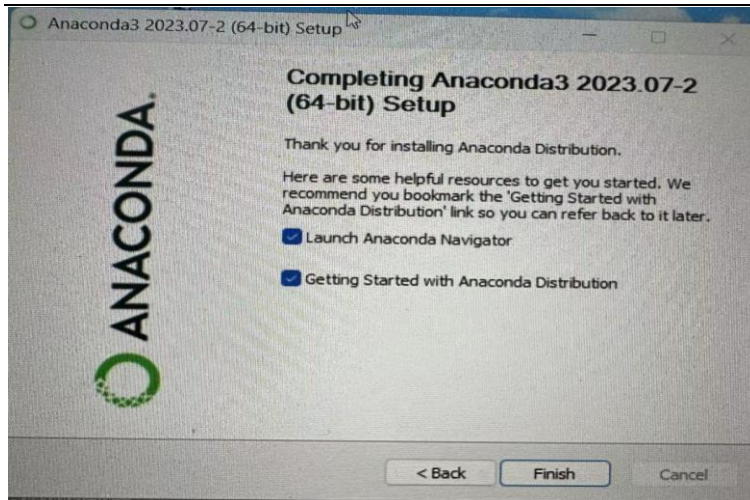 Anaconda3 2023.07-2 (64-bit) Setup
ANACONDA.
Completing Anaconda3 2023.07-2
(64-bit) Setup
Thank you for installing Anaconda Distribution.
Here are some helpful resources to get you started. We
recommend you bookmark the 'Getting Started with
Anaconda Distribution' link so you can refer back to it later.
Launch Anaconda Navigator
Getting Started with Anaconda Distribution
< Back
Finish
Cancel